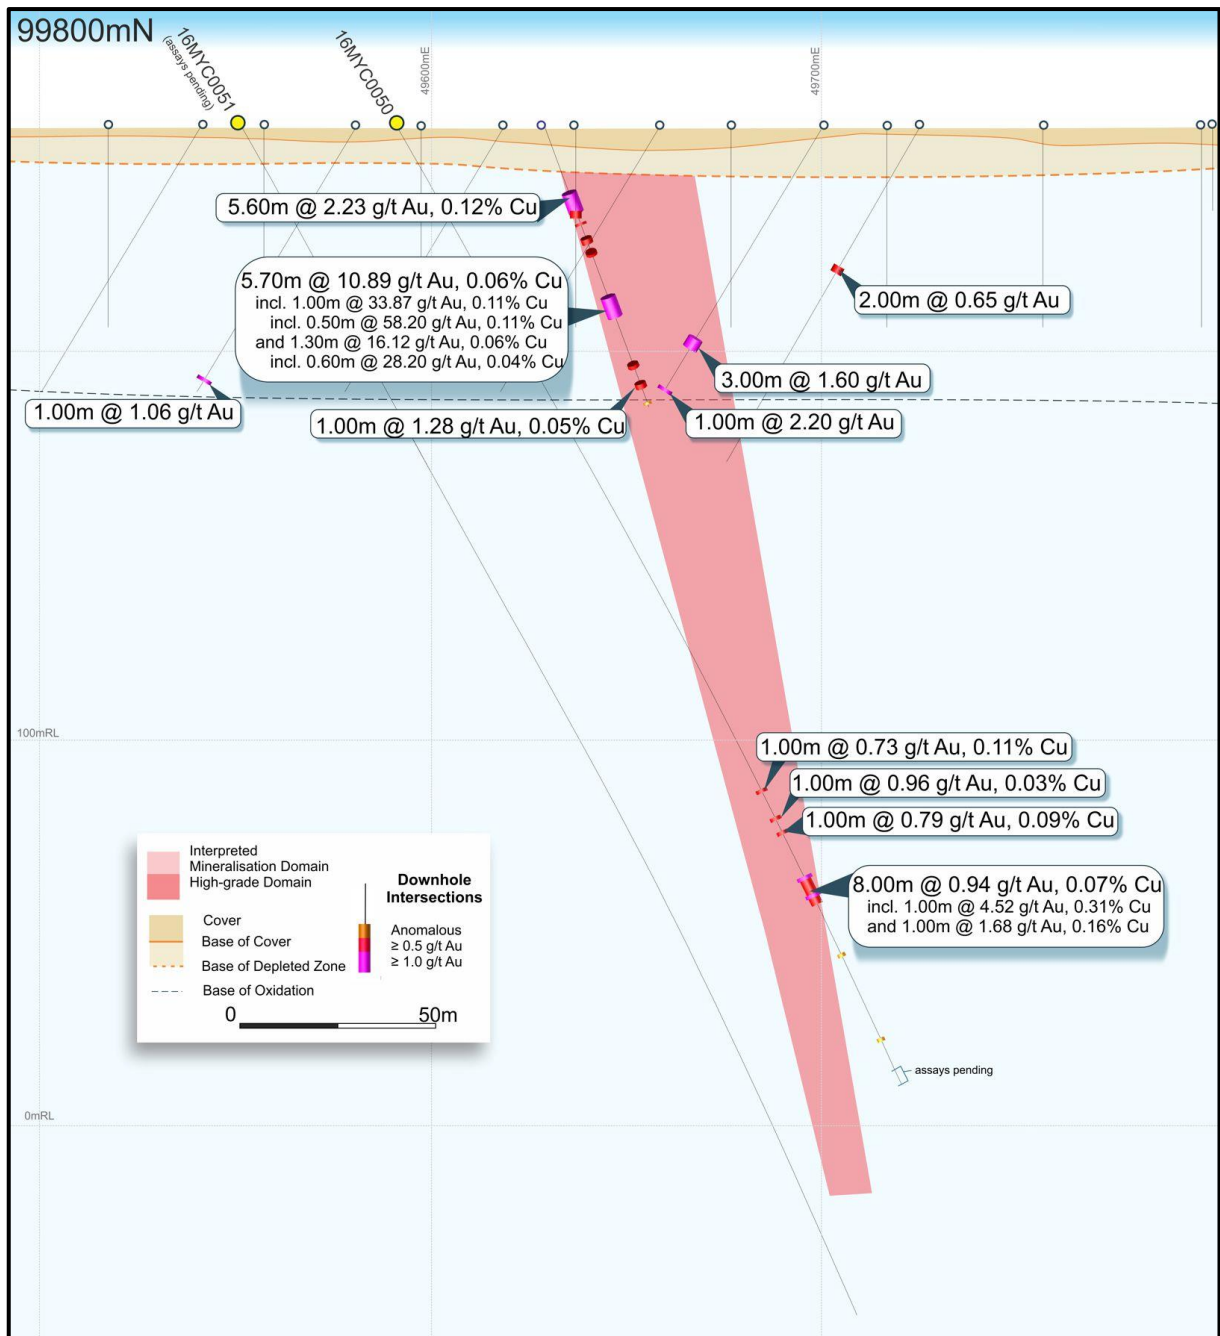 99800mN
16MYC0051
(assays pending)
16MYC0050
49600mE
49700mE
5.60m @ 2.23 g/t Au, 0.12% Cu
5.70m @ 10.89 g/t Au, 0.06% Cu
incl. 1.00m @ 33.87 g/t Au, 0.11% Cu
incl. 0.50m @ 58.20 g/t Au, 0.11% Cu
and 1.30m @ 16.12 g/t Au, 0.06% Cu
incl. 0.60m @ 28.20 g/t Au, 0.04% Cu
2.00m @ 0.65 g/t Au
3.00m @ 1.60 g/t Au
1.00m @ 1.06 g/t Au
1.00m @ 1.28 g/t Au, 0.05% Cu
1.00m @ 2.20 g/t Au
100mRL
1.00m @ 0.73 g/t Au, 0.11% Cu
1.00m @ 0.96 g/t Au, 0.03% Cu
1.00m @ 0.79 g/t Au, 0.09% Cu
8.00m @ 0.94 g/t Au, 0.07% Cu
incl. 1.00m @ 4.52 g/t Au, 0.31% Cu
and 1.00m @ 1.68 g/t Au, 0.16% Cu
assays pending
Interpreted
Mineralisation Domain
High-grade Domain
Cover
Base of Cover
Base of Depleted Zone
Base of Oxidation
Downhole
Intersections
Anomalous
≥ 0.5 g/t Au
≥ 1.0 g/t Au
0 50m
0mRL